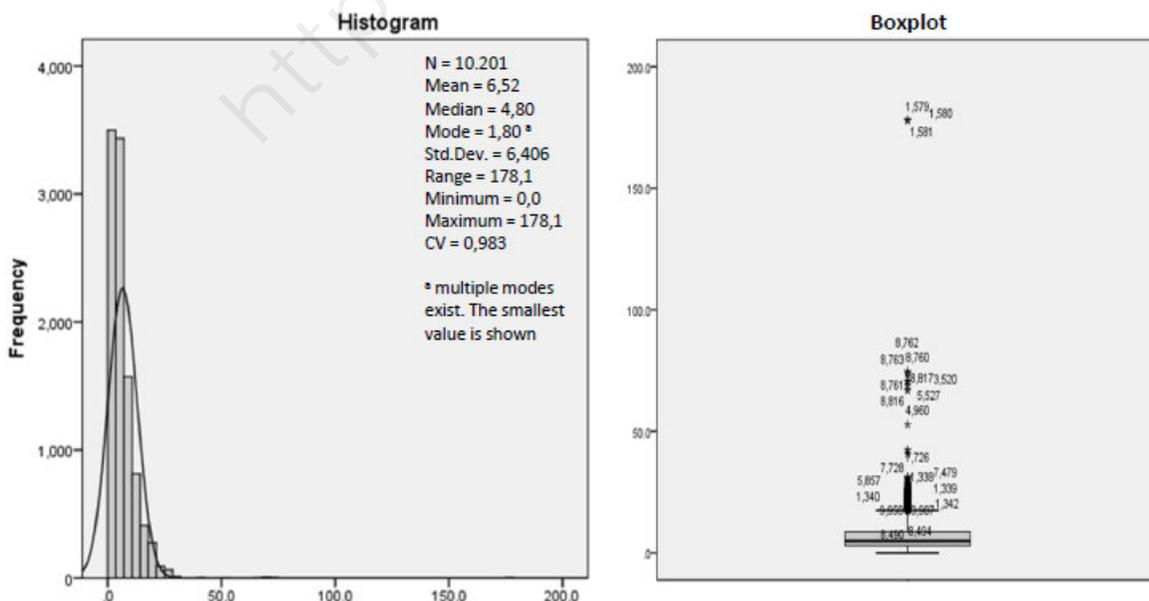 http
Histogram
4,000
3,000
2,000
1,000
0
Frequency
.0
50.0
100.0
150.0
200.0
N = 10.201
Mean = 6,52
Median = 4,80
Mode = 1,80 ª
Std.Dev. = 6,406
Range = 178,1
Minimum = 0,0
Maximum = 178,1
CV = 0,983
ª multiple modes
exist. The smallest
value is shown
Boxplot
200.0
150.0
100.0
50.0
.0
1,579 1,580
1,581
8,762
8,763 8,760
8,761 8,817 3,520
8,816 5,527
4,960
7,726
7,728 1,338 7,479
5,857 1,339
1,340 1,342
8,490 8,494